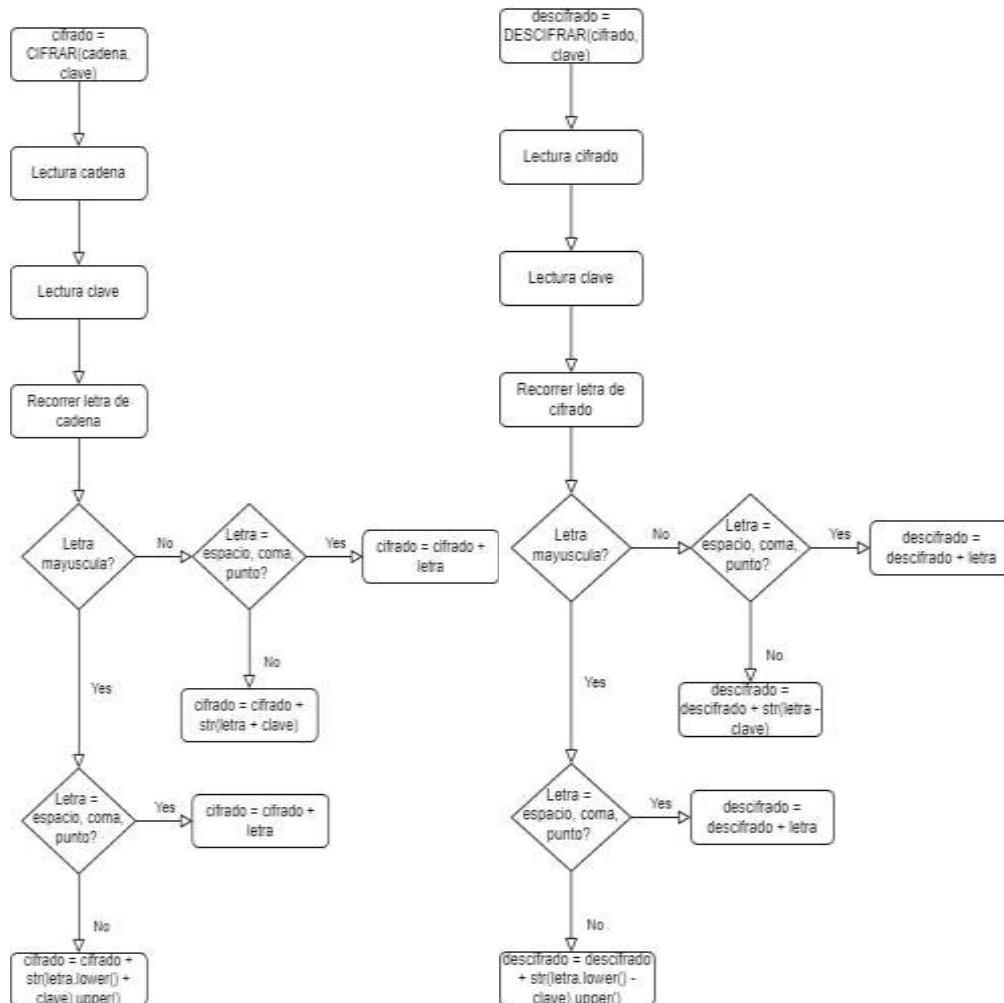 cifrado =
CIFRAR(cadena,
clave)
Lectura cadena
Lectura clave
Recorrer letra de
cadena
Letra
mayuscula?
No
Letra =
espacio, coma,
punto?
Yes
cifrado = cifrado +
letra
No
cifrado = cifrado +
str(letra + clave)
Yes
Letra =
espacio, coma,
punto?
Yes
cifrado = cifrado +
letra
No
cifrado = cifrado +
str(letra.lower() +
clave).upper()
descifrado =
DESCIFRAR(cifrado,
clave)
Lectura cifrado
Lectura clave
Recorrer letra de
cifrado
Letra
mayuscula?
No
Letra =
espacio, coma,
punto?
Yes
descifrado =
descifrado + letra
No
descifrado =
descifrado + str(letra -
clave)
Yes
Letra =
espacio, coma,
punto?
Yes
descifrado =
descifrado + letra
No
descifrado = descifrado
+ str(letra.lower() -
clave).upper()